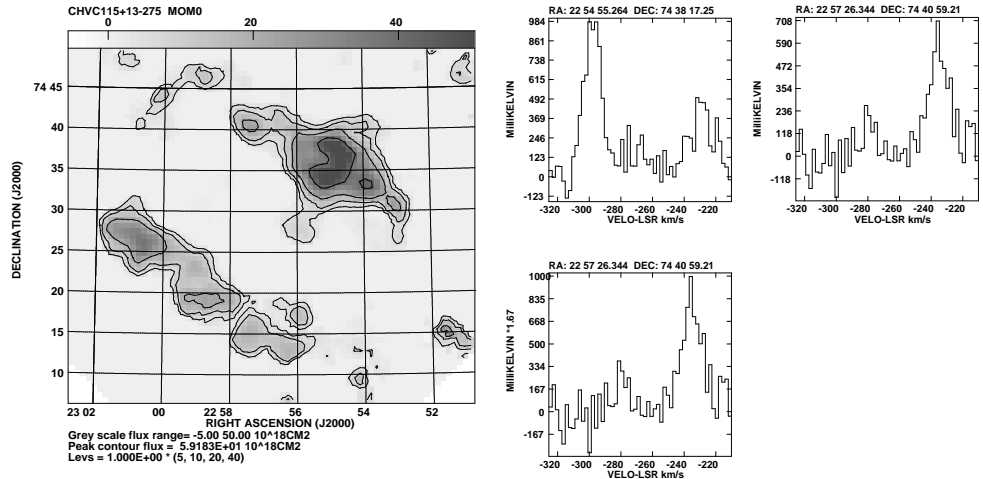 CHVC115+13-275 MOM0
0 20 40
DECLINATION (J2000)
74 45
40
35
30
25
20
15
10
23 02 00 22 58 56 54 52
RIGHT ASCENSION (J2000)
Grey scale flux range= -5.00 50.00 10^18CM2
Peak contour flux = 5.9183E+01 10^18CM2
Levs = 1.000E+00 * (5, 10, 20, 40)
RA: 22 54 55.264 DEC: 74 38 17.25
MilliKELVIN
984
861
738
615
492
369
246
123
0
-123
-320 -300 -280 -260 -240 -220
VELO-LSR km/s
RA: 22 57 26.344 DEC: 74 40 59.21
MilliKELVIN
708
590
472
354
236
118
0
-118
-320 -300 -280 -260 -240 -220
VELO-LSR km/s
RA: 22 57 26.344 DEC: 74 40 59.21
MilliKELVIN *1.67
1000
835
668
500
334
167
0
-167
-320 -300 -280 -260 -240 -220
VELO-LSR km/s